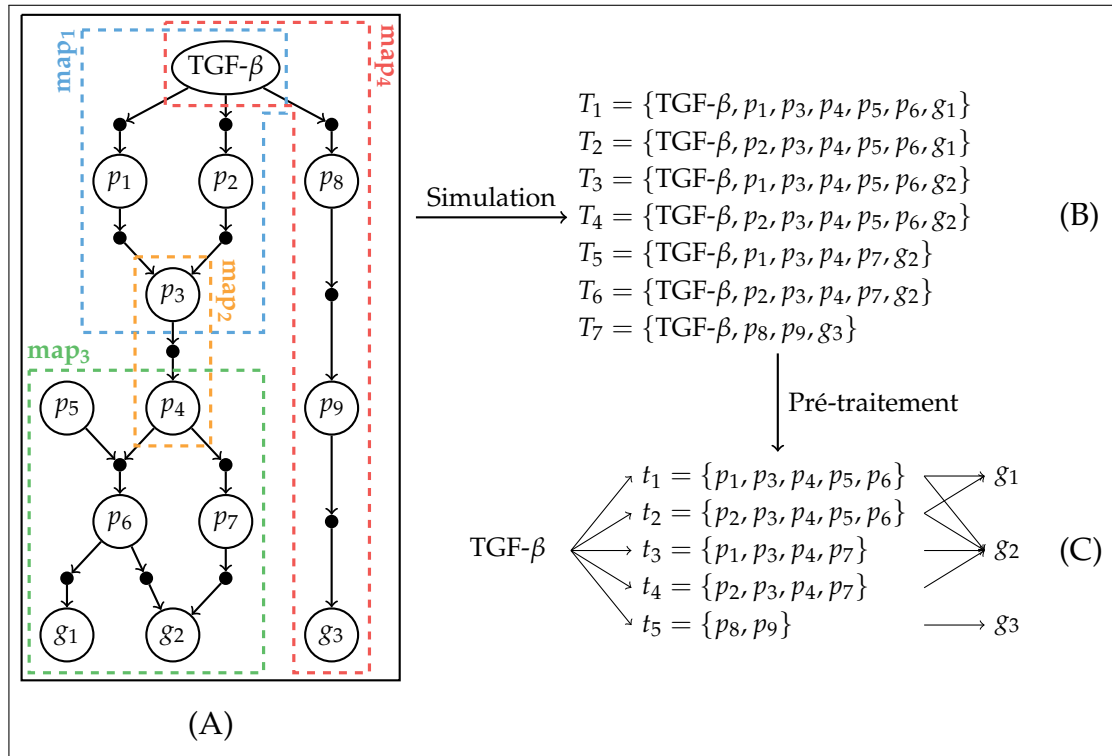 map₁
map₄
TGF-β
p₁
p₂
p₈
p₃
map₂
map₃
p₅
p₄
p₉
p₆
p₇
g₁
g₂
g₃
(A)
Simulation
T₁ = {TGF-β, p₁, p₃, p₄, p₅, p₆, g₁}
T₂ = {TGF-β, p₂, p₃, p₄, p₅, p₆, g₁}
T₃ = {TGF-β, p₁, p₃, p₄, p₅, p₆, g₂}
T₄ = {TGF-β, p₂, p₃, p₄, p₅, p₆, g₂}
T₅ = {TGF-β, p₁, p₃, p₄, p₇, g₂}
T₆ = {TGF-β, p₂, p₃, p₄, p₇, g₂}
T₇ = {TGF-β, p₈, p₉, g₃}
(B)
Pré-traitement
TGF-β
t₁ = {p₁, p₃, p₄, p₅, p₆}
t₂ = {p₂, p₃, p₄, p₅, p₆}
t₃ = {p₁, p₃, p₄, p₇}
t₄ = {p₂, p₃, p₄, p₇}
t₅ = {p₈, p₉}
g₁
g₂
g₃
(C)